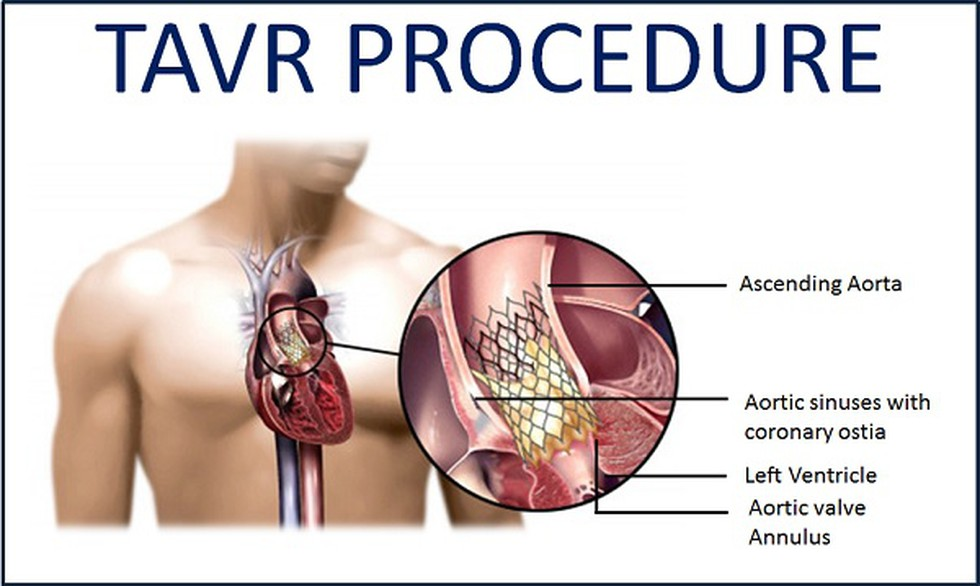 TAVR PROCEDURE
Ascending Aorta
Aortic sinuses with
coronary ostia
Left Ventricle
Aortic valve
Annulus